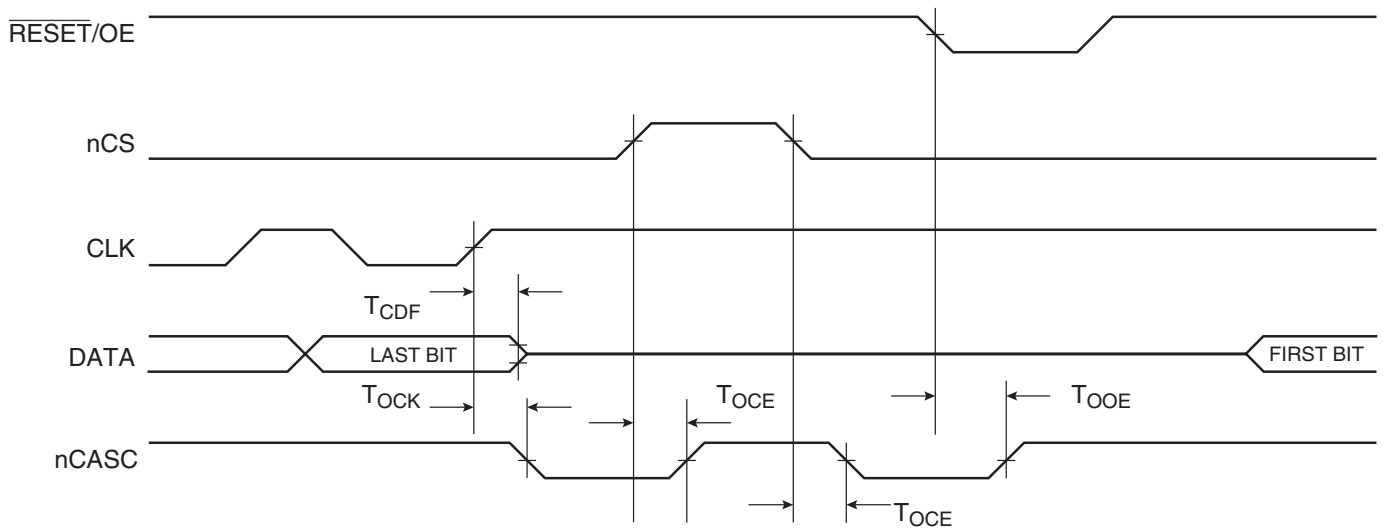 RESET/OE
nCS
CLK
TCDF
DATA
LAST BIT
FIRST BIT
TOCK
TOCE
TOOE
nCASC
TOCE